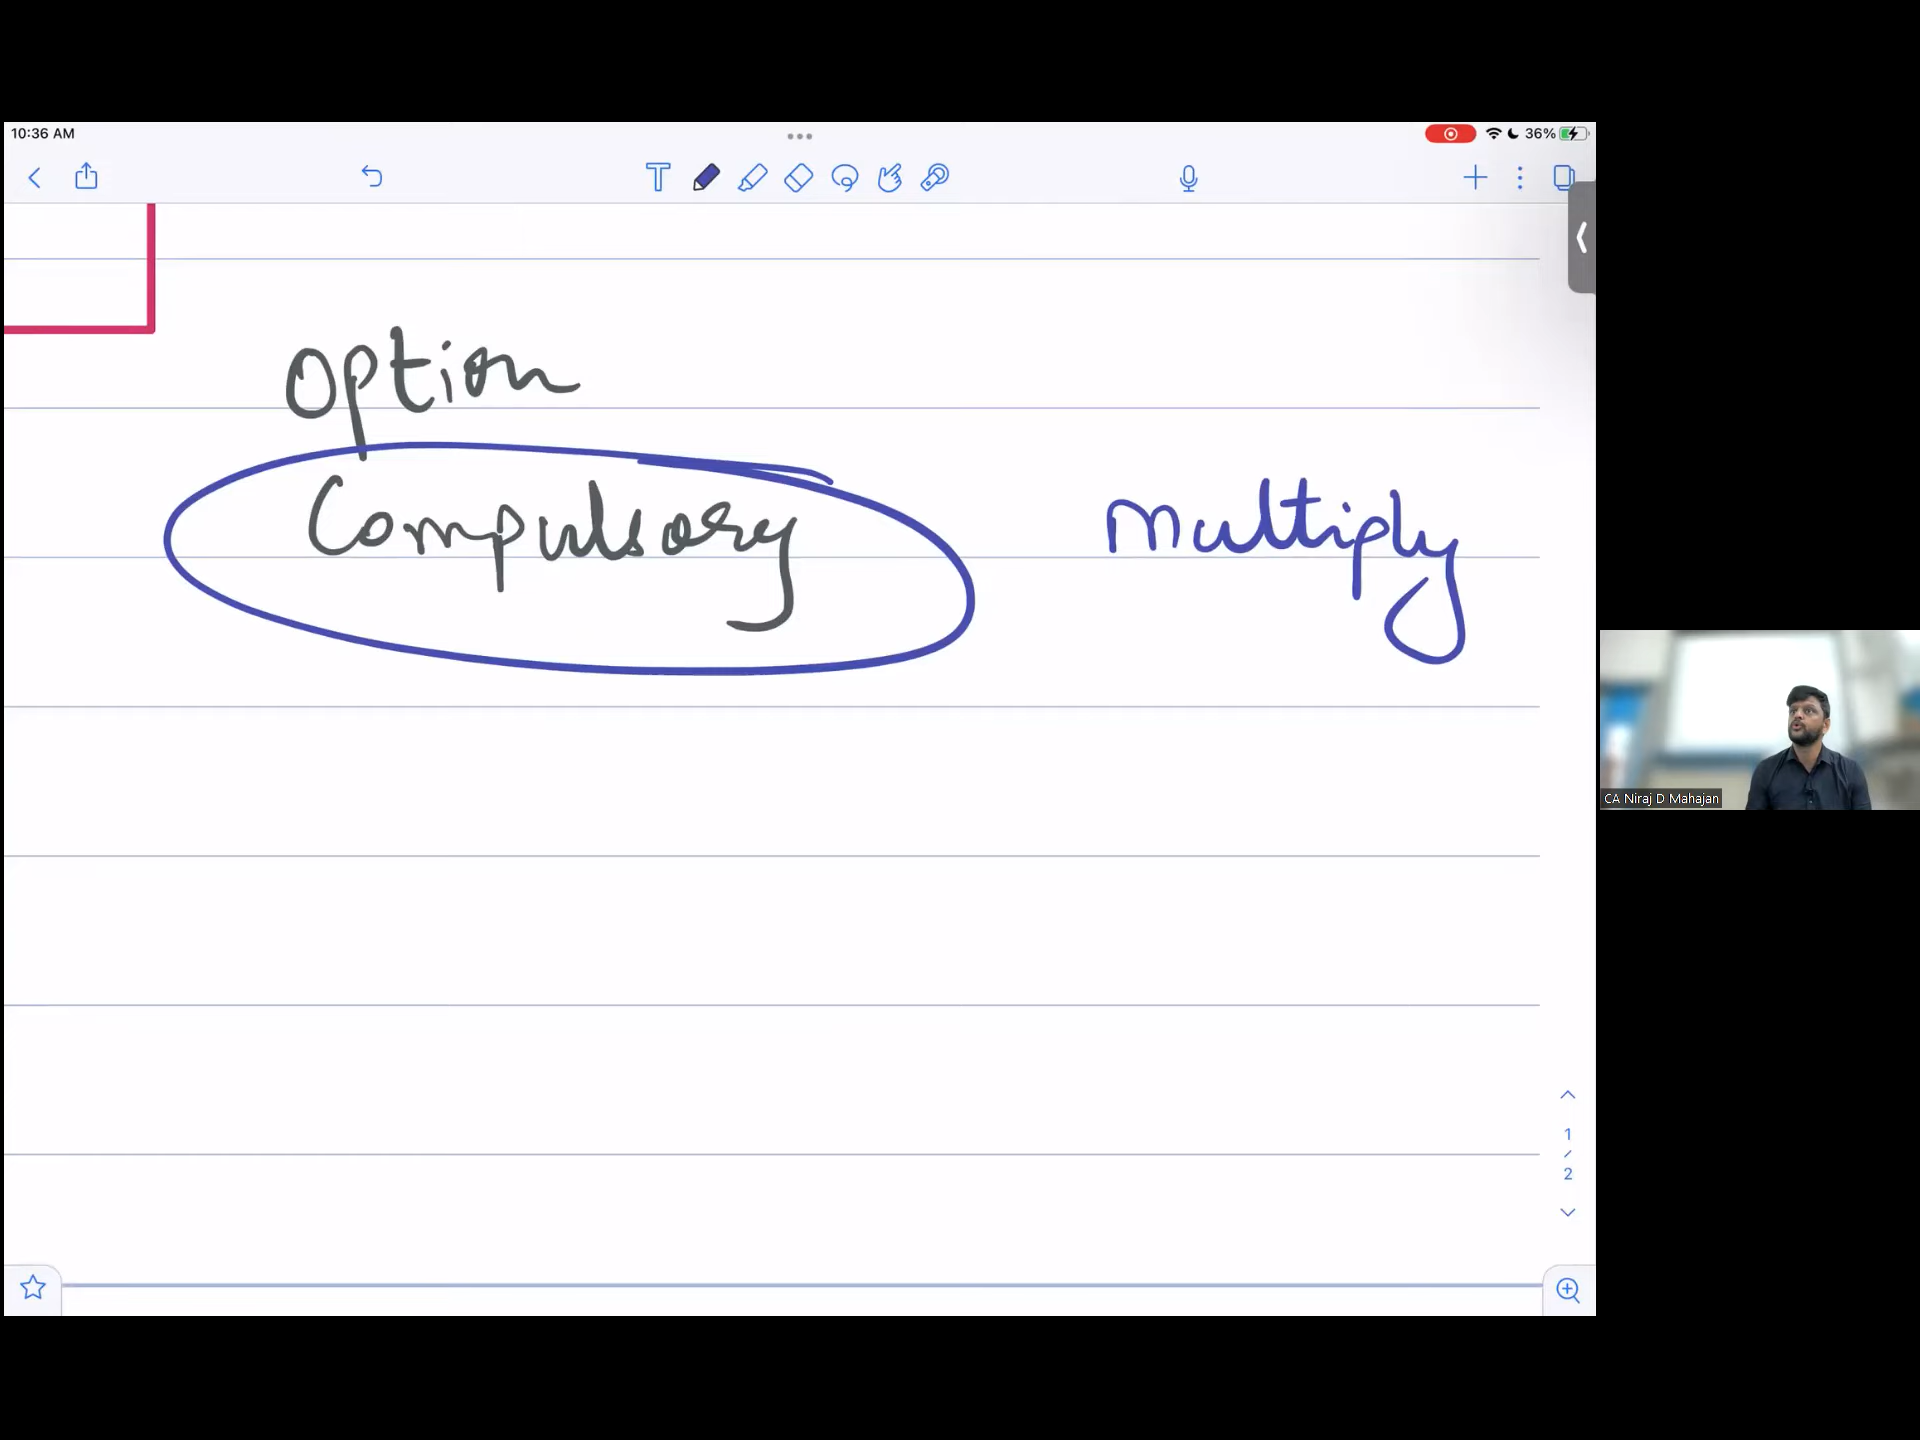 10:36 AM
36%
T
Option
Compulsory
Multiply
CA Niraj D Mahajan
1
/
2